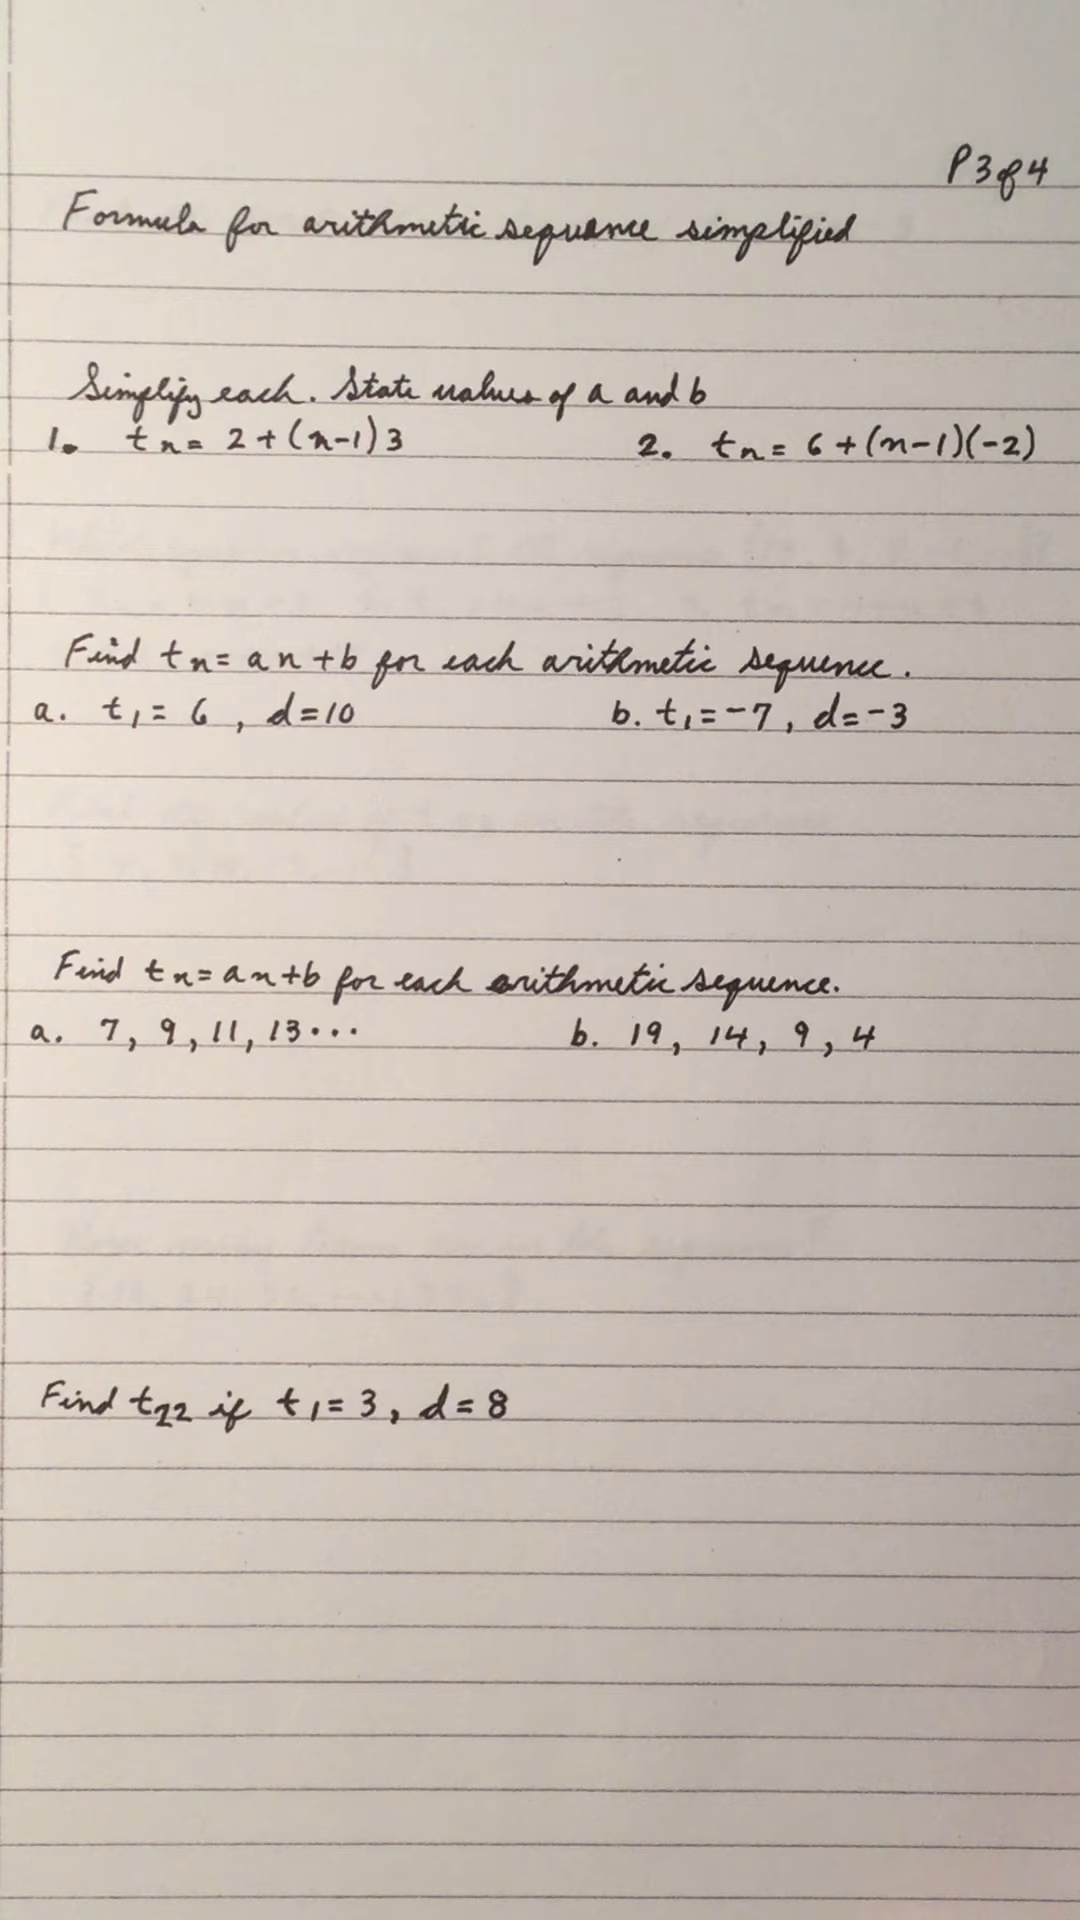 P 3 of 4
Formula for arithmetic sequence simplified
Simplify each. State values of a and b
1. tₙ = 2 + (n-1) 3 2. tₙ = 6 + (n-1)(-2)
Find tₙ = an + b for each arithmetic sequence.
a. t₁ = 6 , d = 10 b. t₁ = -7 , d = -3
Find tₙ = an + b for each arithmetic sequence.
a. 7, 9, 11, 13... b. 19, 14, 9, 4
Find t₂₂ if t₁ = 3, d = 8